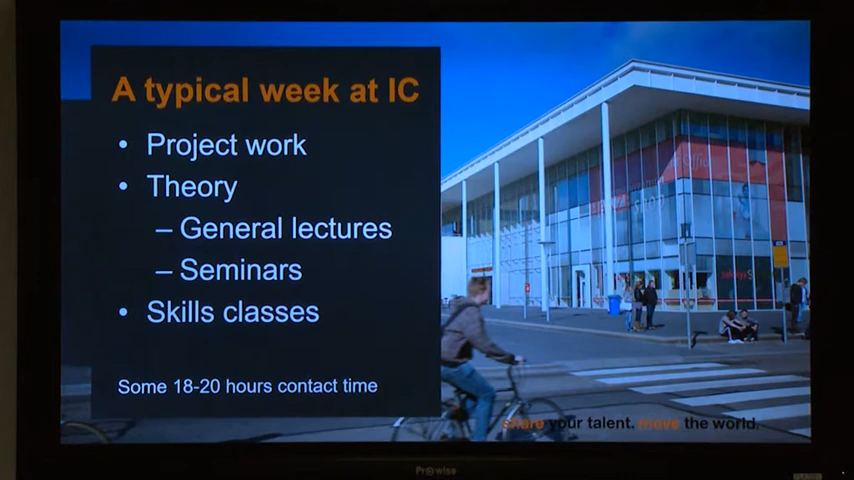 A typical week at IC
• Project work
• Theory
– General lectures
– Seminars
• Skills classes
Some 18-20 hours contact time
share your talent. move the world.
Prowise